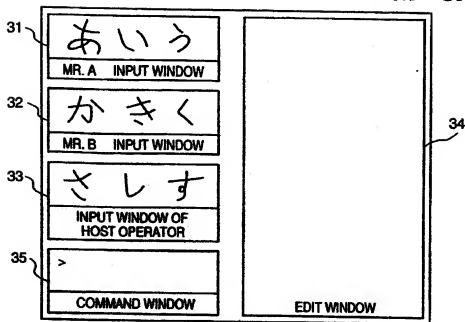 31
あいう
MR. A INPUT WINDOW
32
かきく
MR. B INPUT WINDOW
33
さしす
INPUT WINDOW OF
HOST OPERATOR
35
>
COMMAND WINDOW
34
EDIT WINDOW